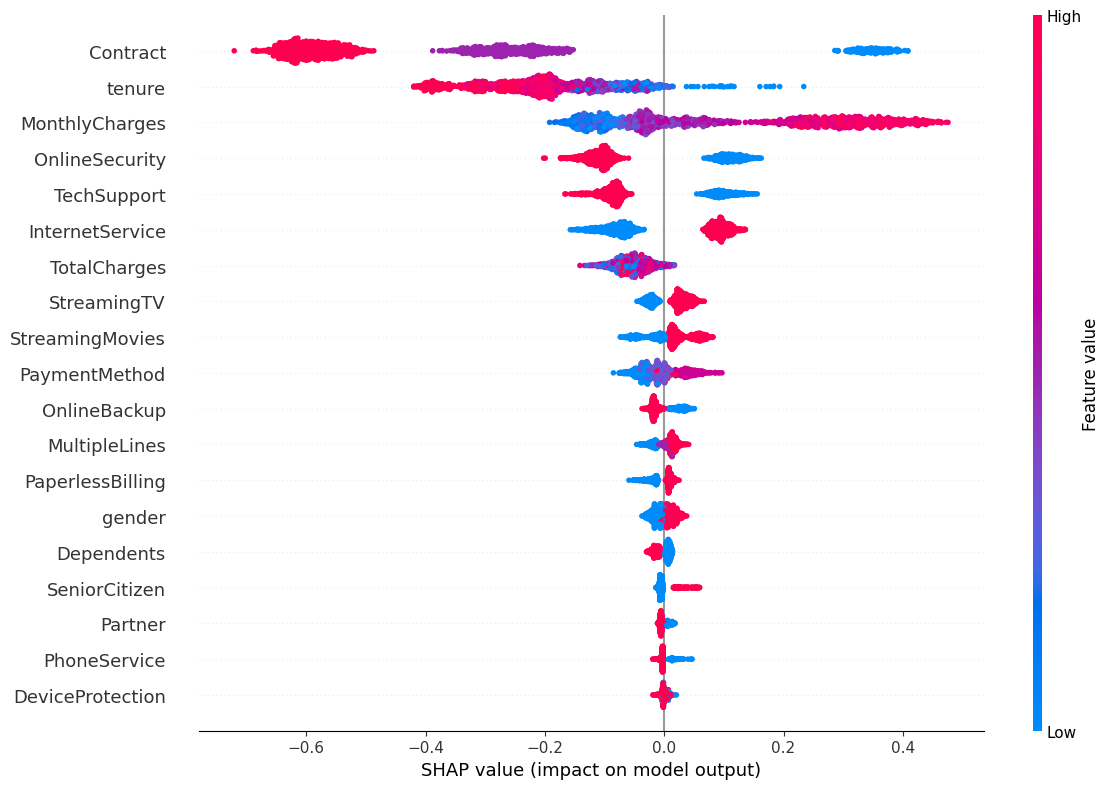 High
Contract
tenure
MonthlyCharges
OnlineSecurity
TechSupport
InternetService
TotalCharges
StreamingTV
StreamingMovies
PaymentMethod
OnlineBackup
MultipleLines
PaperlessBilling
gender
Dependents
SeniorCitizen
Partner
PhoneService
DeviceProtection
Feature value
Low
−0.6 −0.4 −0.2 0.0 0.2 0.4
SHAP value (impact on model output)